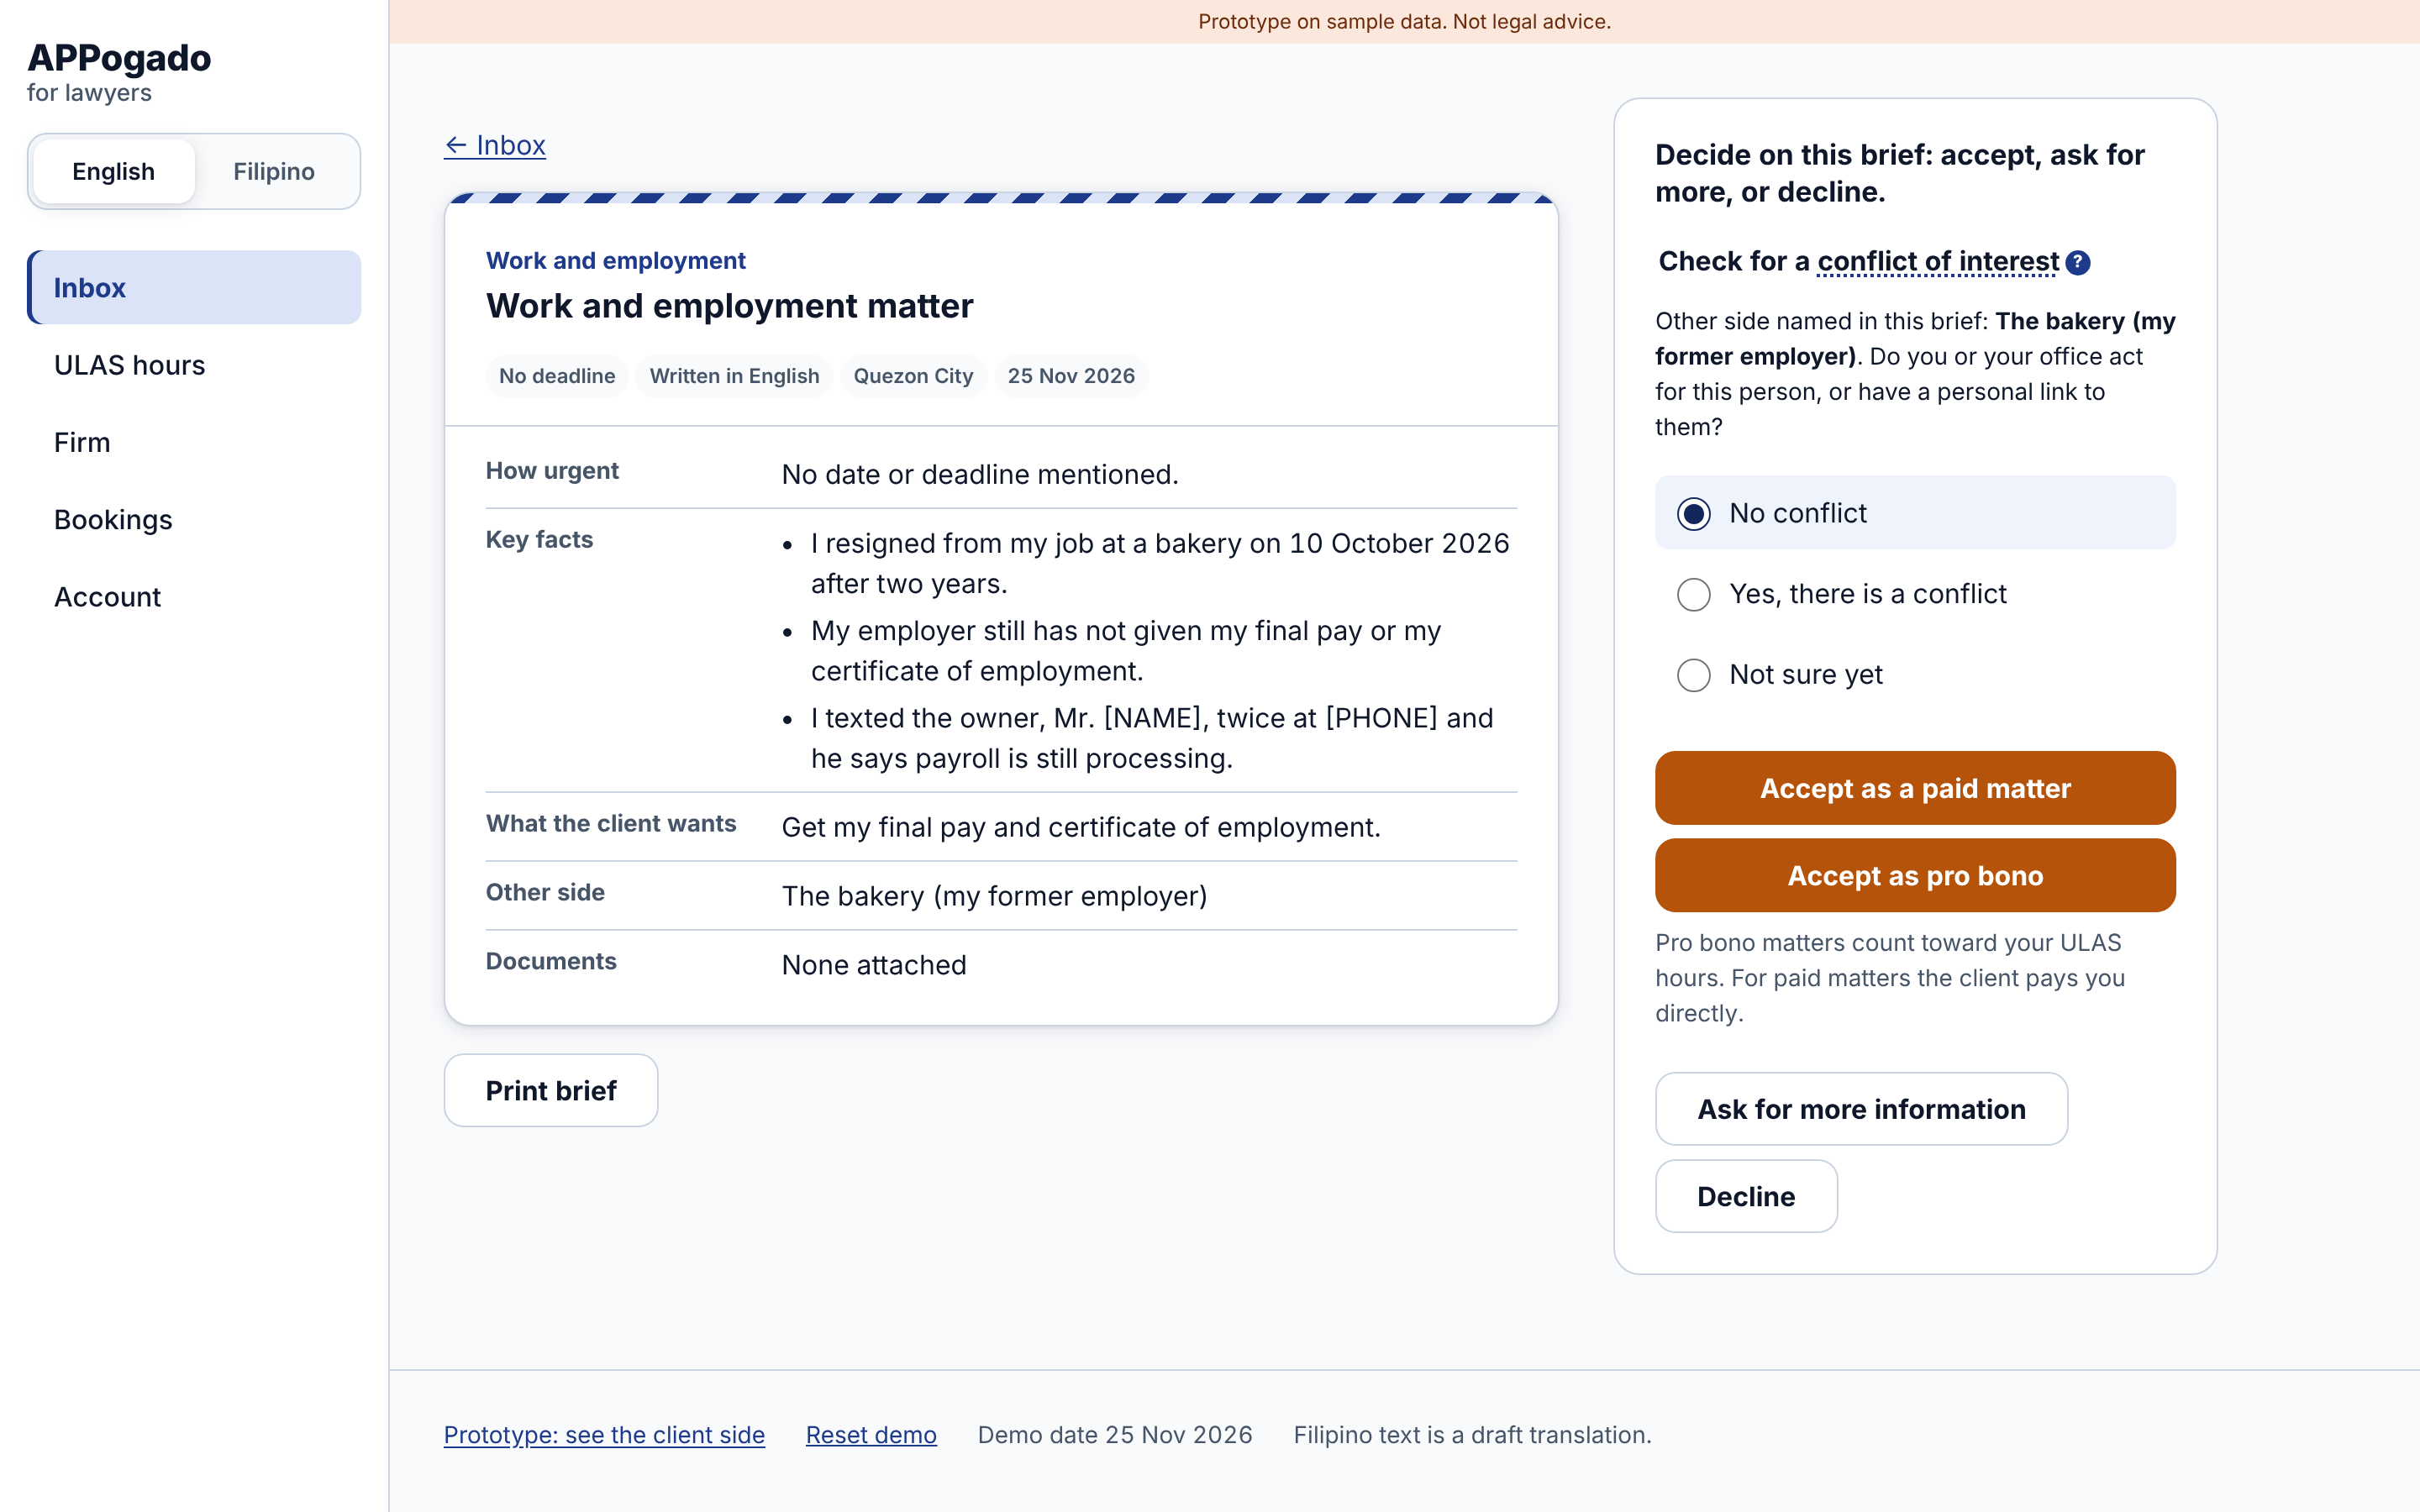 Prototype on sample data. Not legal advice.
APPogado
for lawyers
English
Filipino
Inbox
ULAS hours
Firm
Bookings
Account
← Inbox
Work and employment
Work and employment matter
No deadline
Written in English
Quezon City
25 Nov 2026
How urgent
No date or deadline mentioned.
Key facts
• I resigned from my job at a bakery on 10 October 2026
after two years.
• My employer still has not given my final pay or my
certificate of employment.
• I texted the owner, Mr. [NAME], twice at [PHONE] and
he says payroll is still processing.
What the client wants
Get my final pay and certificate of employment.
Other side
The bakery (my former employer)
Documents
None attached
Print brief
Decide on this brief: accept, ask for
more, or decline.
Check for a conflict of interest ?
Other side named in this brief: The bakery (my
former employer). Do you or your office act
for this person, or have a personal link to
them?
No conflict
Yes, there is a conflict
Not sure yet
Accept as a paid matter
Accept as pro bono
Pro bono matters count toward your ULAS
hours. For paid matters the client pays you
directly.
Ask for more information
Decline
Prototype: see the client side
Reset demo
Demo date 25 Nov 2026
Filipino text is a draft translation.